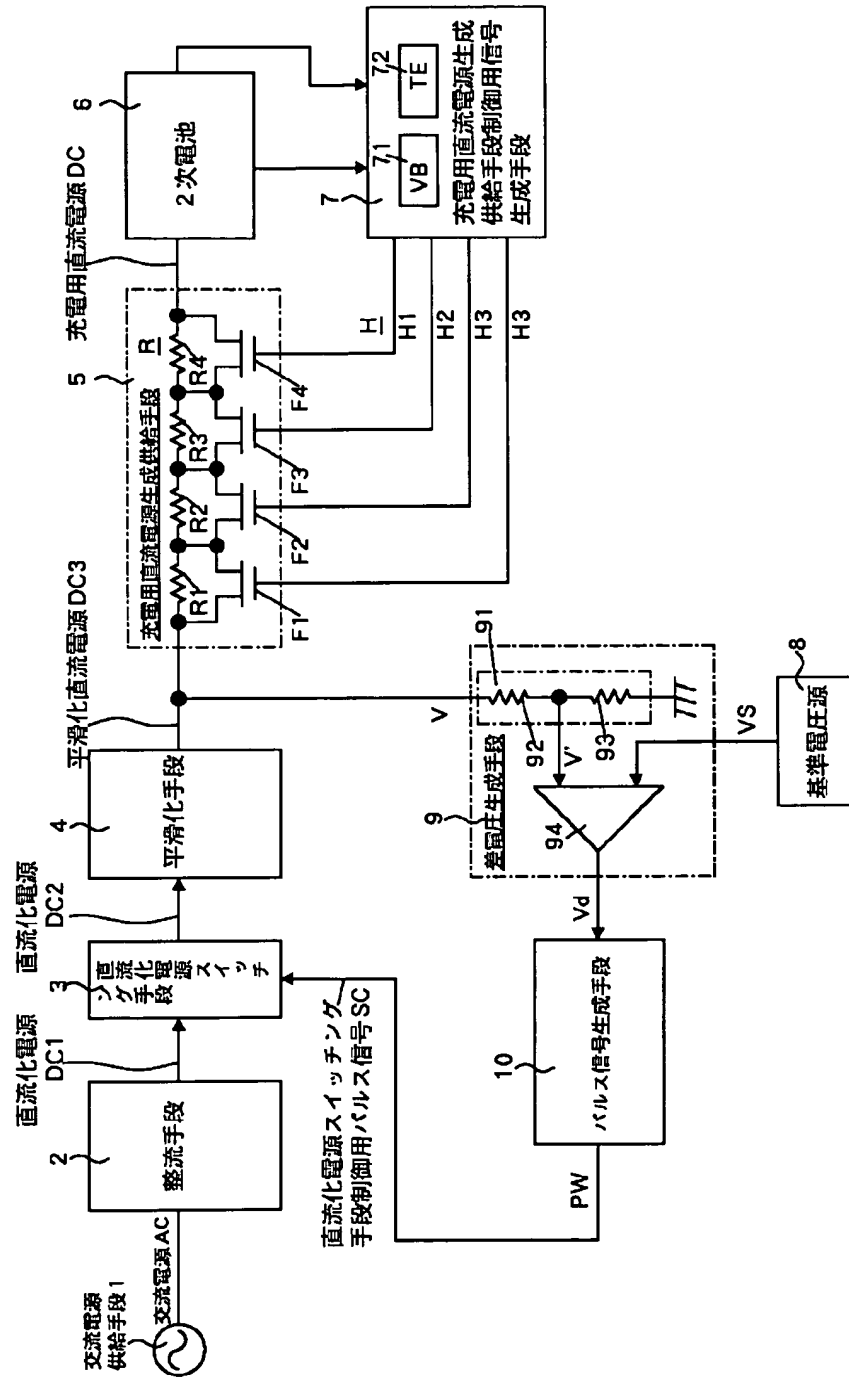 交流電源
供給手段1
交流電源AC
2
整流手段
直流化電源
DC1
3
直流化電源スイッチ
ング手段
直流化電源
DC2
4
平滑化手段
平滑化直流電源DC3
5
充電用直流電源生成供給手段
R
R1
R2
R3
R4
F1
F2
F3
F4
充電用直流電源DC
6
2次電池
7
71
VB
72
TE
充電用直流電源生成
供給手段制御用信号
生成手段
H
H1
H2
H3
H3
V
91
92
93
V'
9
差電圧生成手段
94
VS
8
基準電圧源
Vd
10
パルス信号生成手段
PW
直流化電源スイッチング
手段制御用パルス信号SC